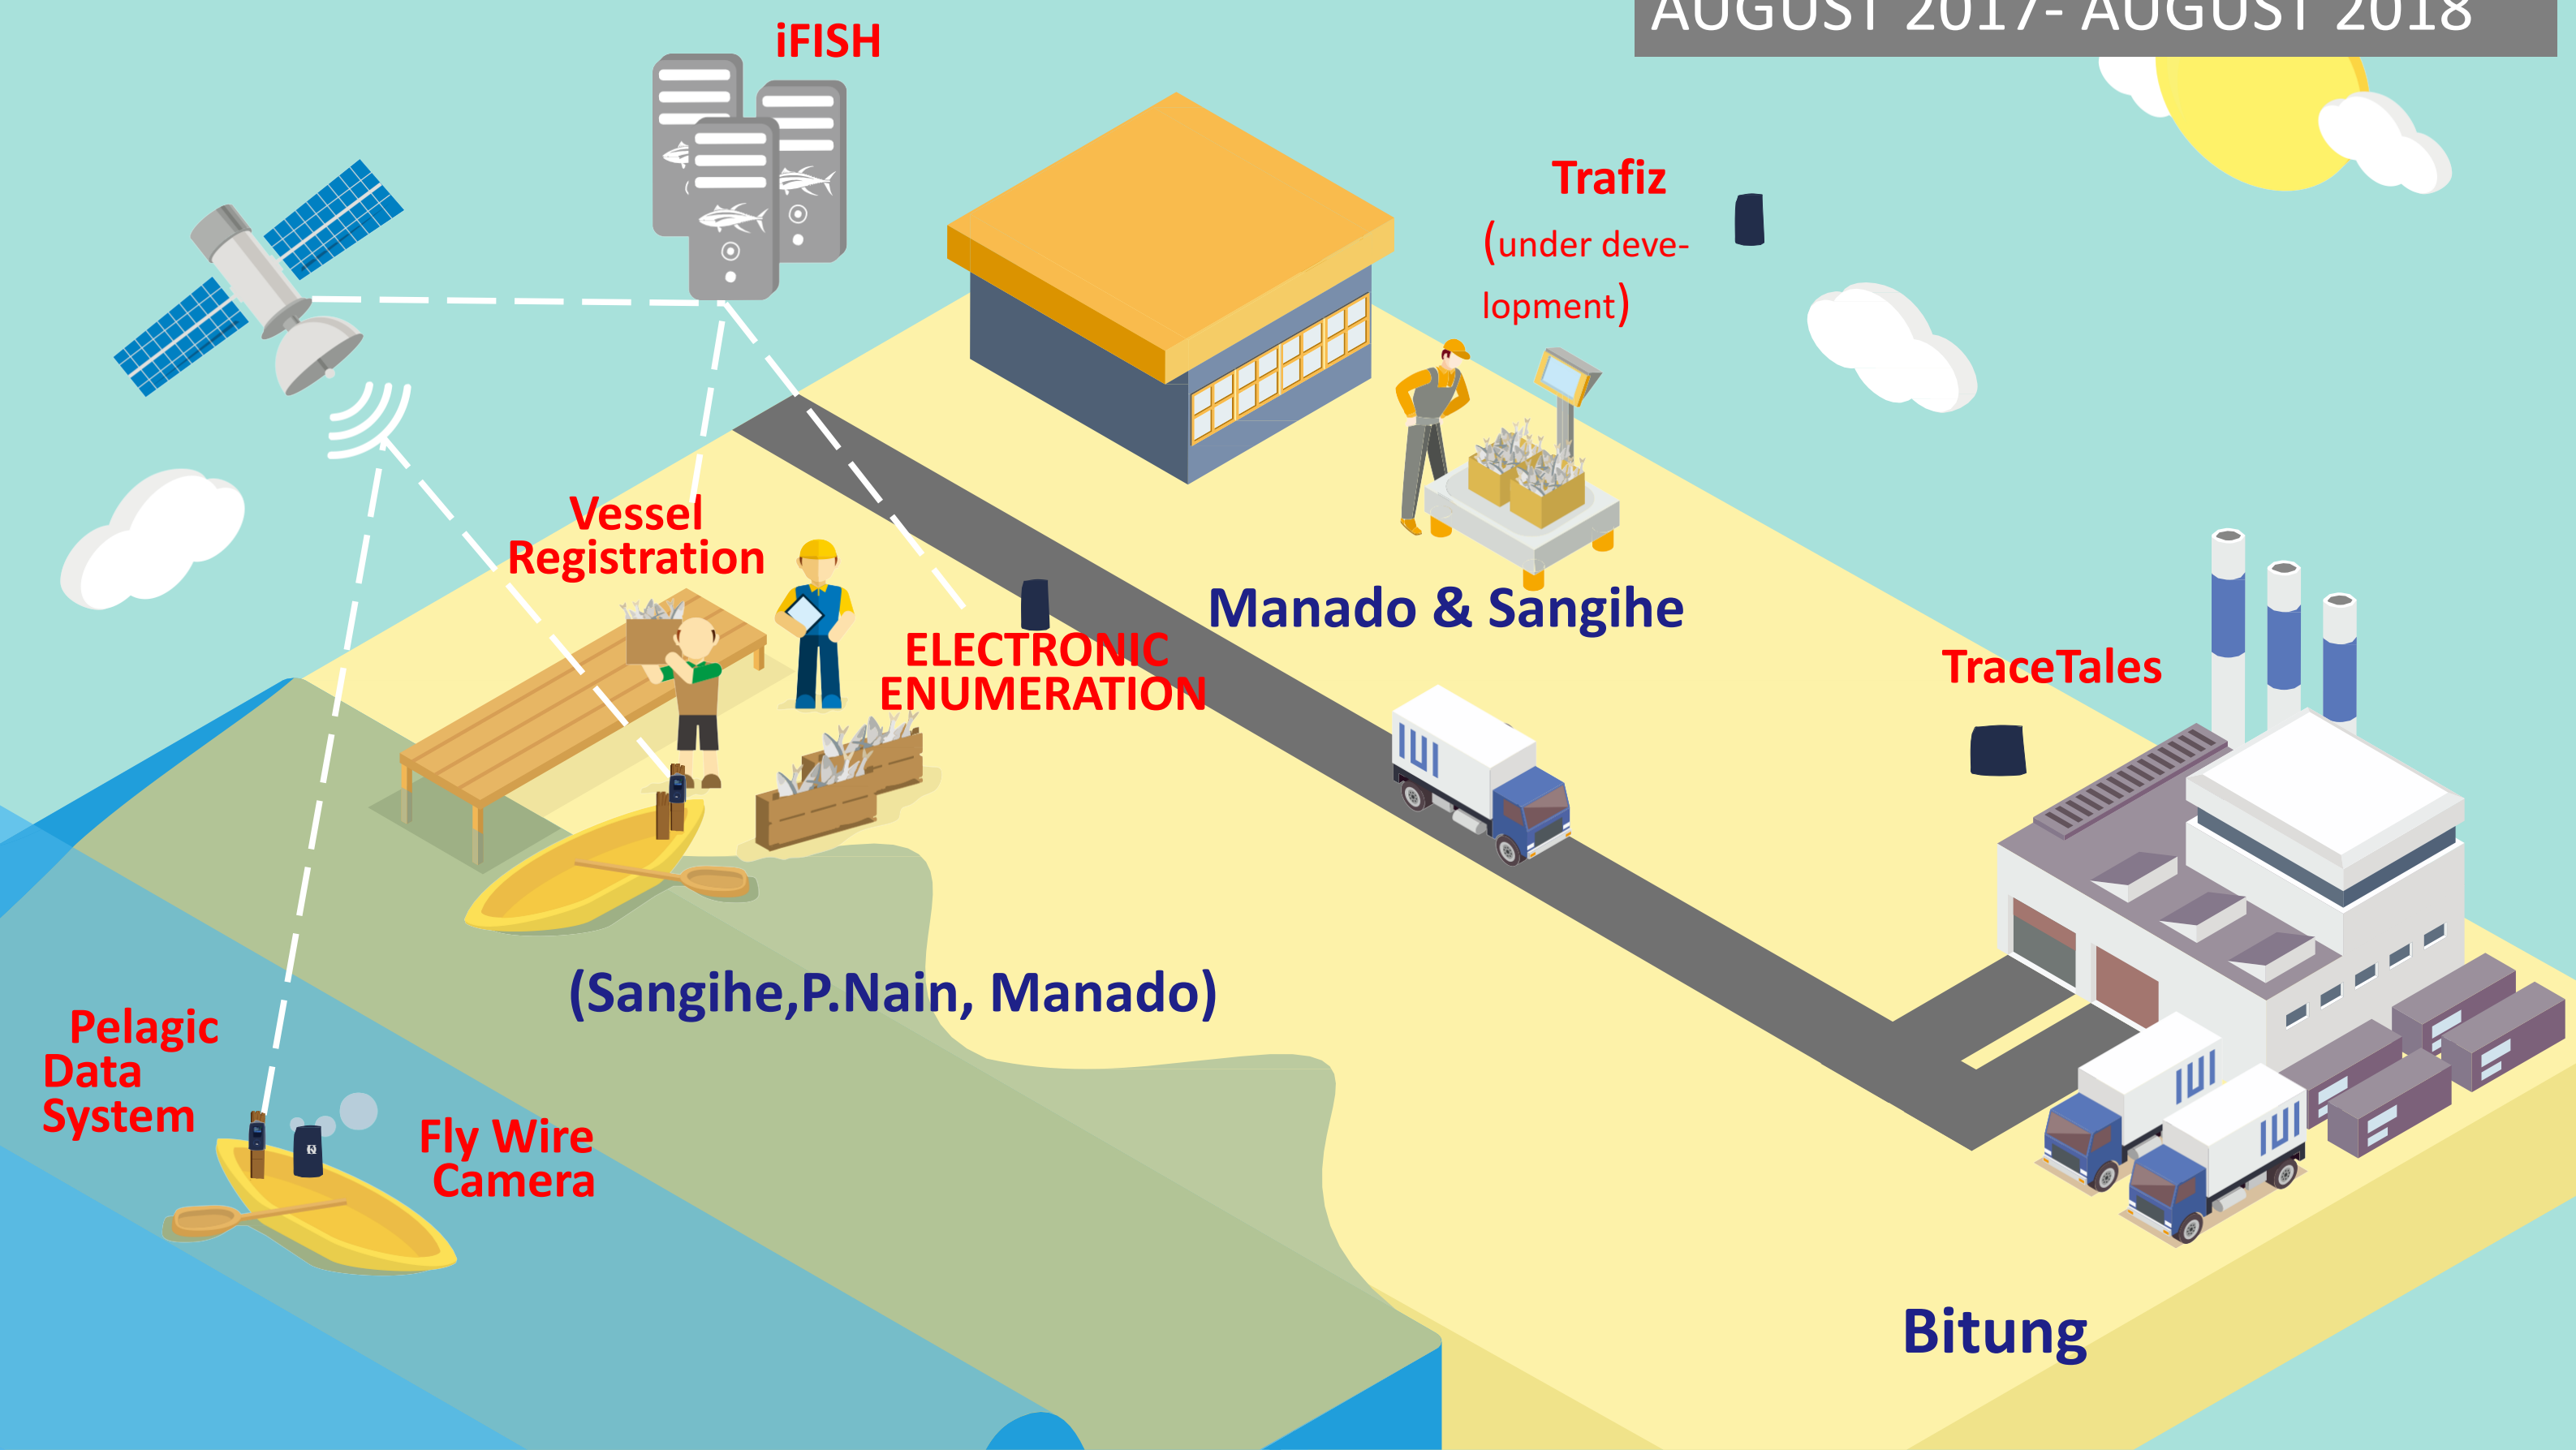 AUGUST 2017- AUGUST 2018
iFISH
Trafiz
(under deve-
lopment)
Vessel
Registration
ELECTRONIC
ENUMERATION
Manado & Sangihe
TraceTales
(Sangihe,P.Nain, Manado)
Pelagic
Data
System
Fly Wire
Camera
Bitung